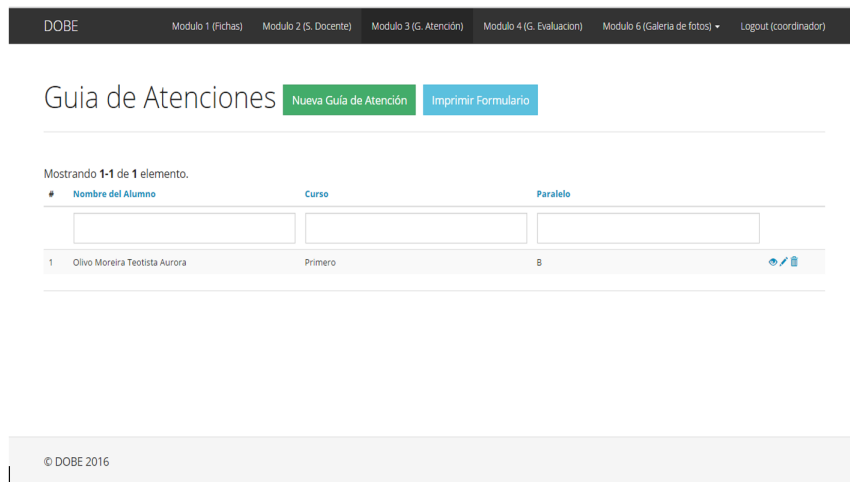 DOBE Modulo 1 (Fichas) Modulo 2 (S. Docente) Modulo 3 (G. Atención) Modulo 4 (G. Evaluacion) Modulo 6 (Galeria de fotos) Logout (coordinador)
Guia de Atenciones Nueva Guía de Atención Imprimir Formulario
Mostrando 1-1 de 1 elemento.
# Nombre del Alumno Curso Paralelo
1 Olivo Moreira Teotista Aurora Primero B
© DOBE 2016